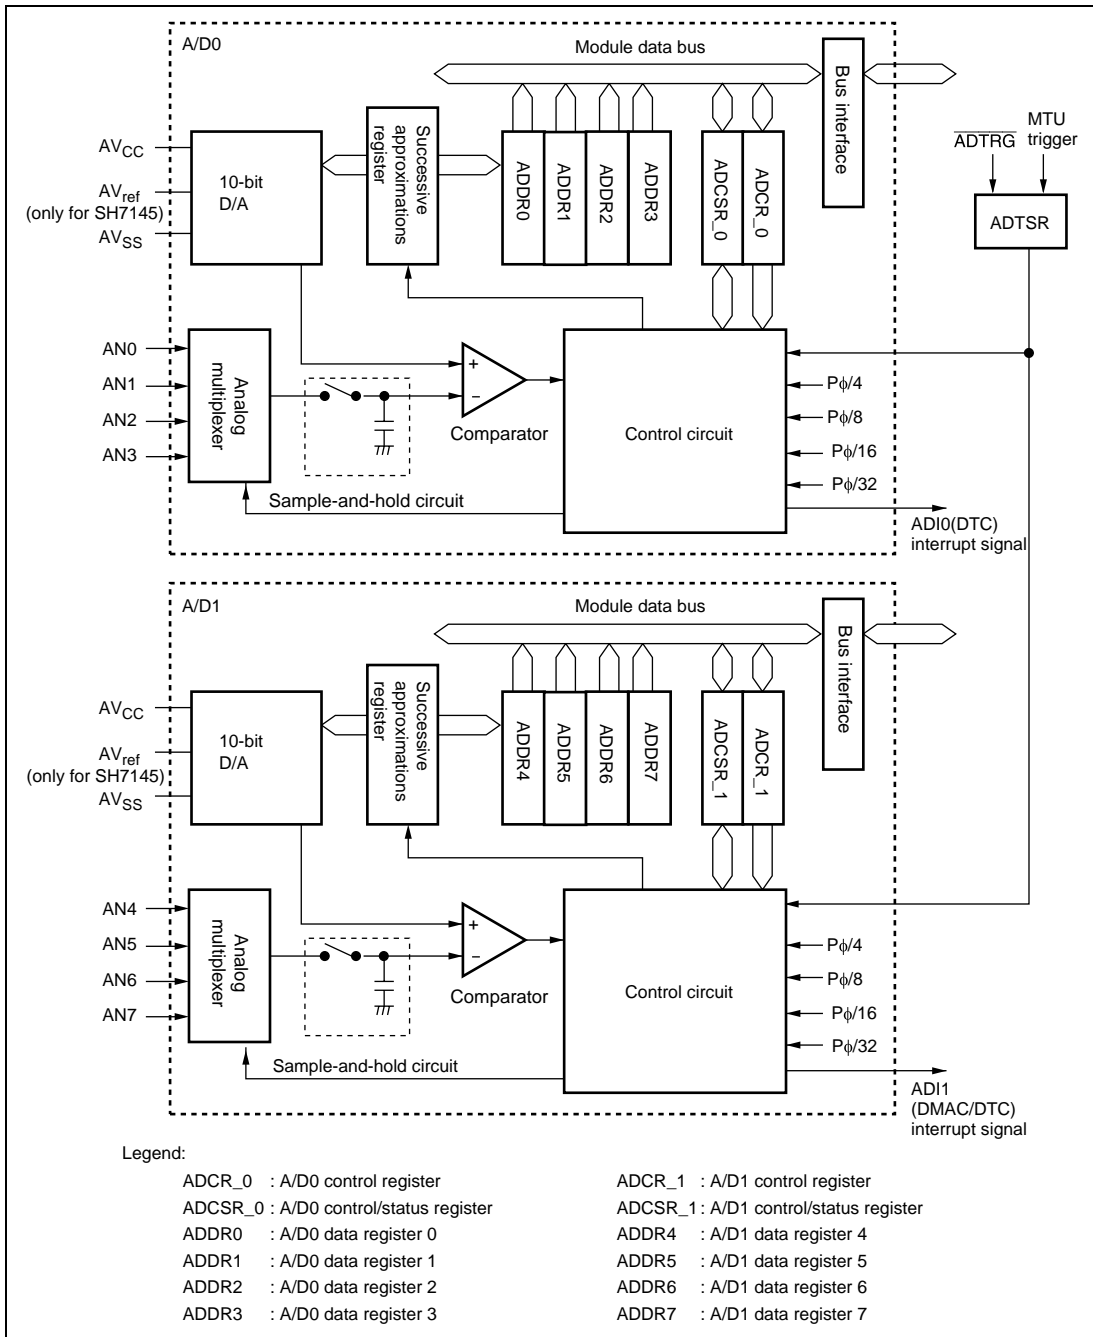 A/D0
Module data bus
Bus interface
AVCC
AVref
(only for SH7145)
AVSS
10-bit
D/A
Successive
approximations
register
ADDR0
ADDR1
ADDR2
ADDR3
ADCSR_0
ADCR_0
ADTRG
MTU
trigger
ADTSR
AN0
AN1
AN2
AN3
Analog
multiplexer
+
−
Comparator
Sample-and-hold circuit
Control circuit
Pϕ/4
Pϕ/8
Pϕ/16
Pϕ/32
ADI0(DTC)
interrupt signal
A/D1
Module data bus
Bus interface
AVCC
AVref
(only for SH7145)
AVSS
10-bit
D/A
Successive
approximations
register
ADDR4
ADDR5
ADDR6
ADDR7
ADCSR_1
ADCR_1
AN4
AN5
AN6
AN7
Analog
multiplexer
+
−
Comparator
Sample-and-hold circuit
Control circuit
Pϕ/4
Pϕ/8
Pϕ/16
Pϕ/32
ADI1
(DMAC/DTC)
interrupt signal
Legend:
ADCR_0 : A/D0 control register
ADCSR_0 : A/D0 control/status register
ADDR0 : A/D0 data register 0
ADDR1 : A/D0 data register 1
ADDR2 : A/D0 data register 2
ADDR3 : A/D0 data register 3
ADCR_1 : A/D1 control register
ADCSR_1 : A/D1 control/status register
ADDR4 : A/D1 data register 4
ADDR5 : A/D1 data register 5
ADDR6 : A/D1 data register 6
ADDR7 : A/D1 data register 7